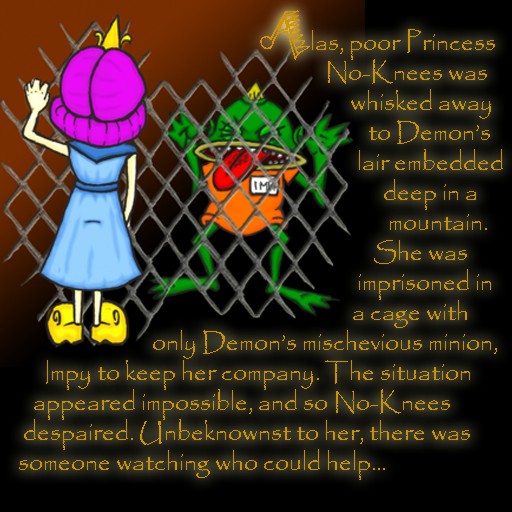 Alas, poor Princess
No-Knees was
whisked away
to Demon's
lair embedded
deep in a
mountain.
She was
imprisoned in
a cage with
only Demon's mischevious minion,
Impy to keep her company. The situation
appeared impossible, and so No-Knees
despaired. Unbeknownst to her, there was
someone watching who could help...